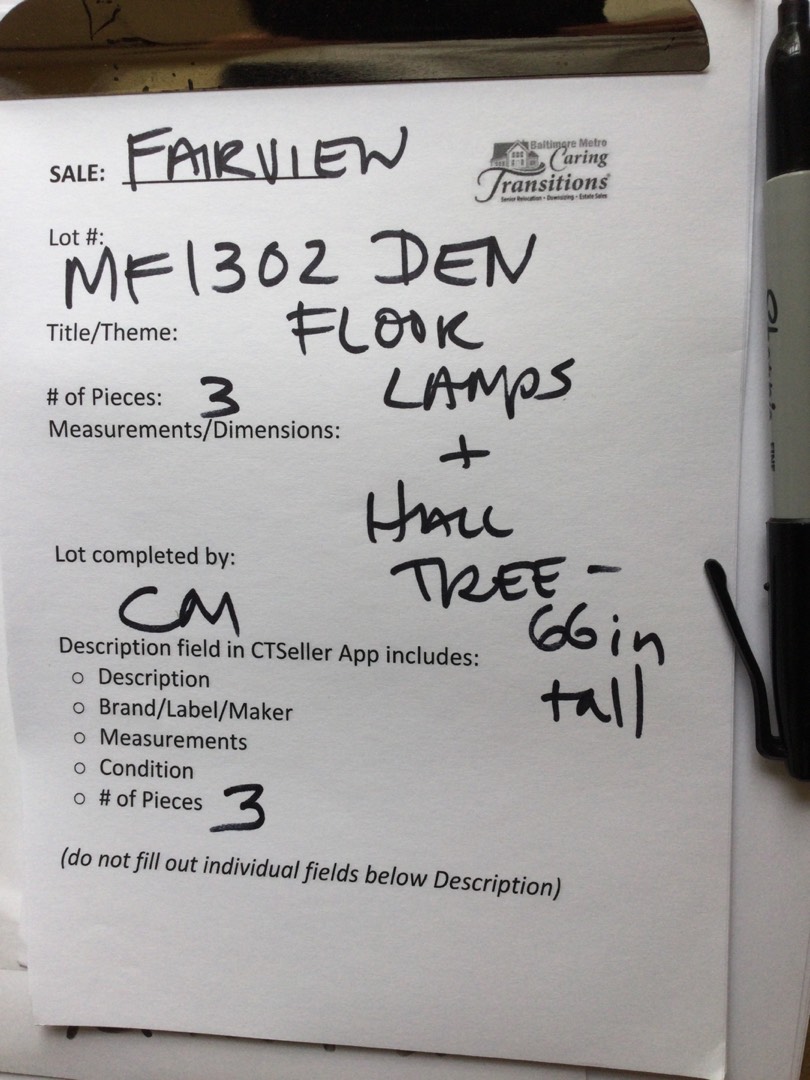 SALE: FAIRVIEW
Baltimore Metro
Caring
Transitions
Senior Relocation • Downsizing • Estate Sales
Lot #:
MF1302 DEN
Title/Theme: FLOOR
# of Pieces: 3 LAMPS
Measurements/Dimensions:
+
HALL
Lot completed by: TREE -
CM 66 in
Description field in CTSeller App includes:
○ Description tall
○ Brand/Label/Maker
○ Measurements
○ Condition
○ # of Pieces 3
(do not fill out individual fields below Description)